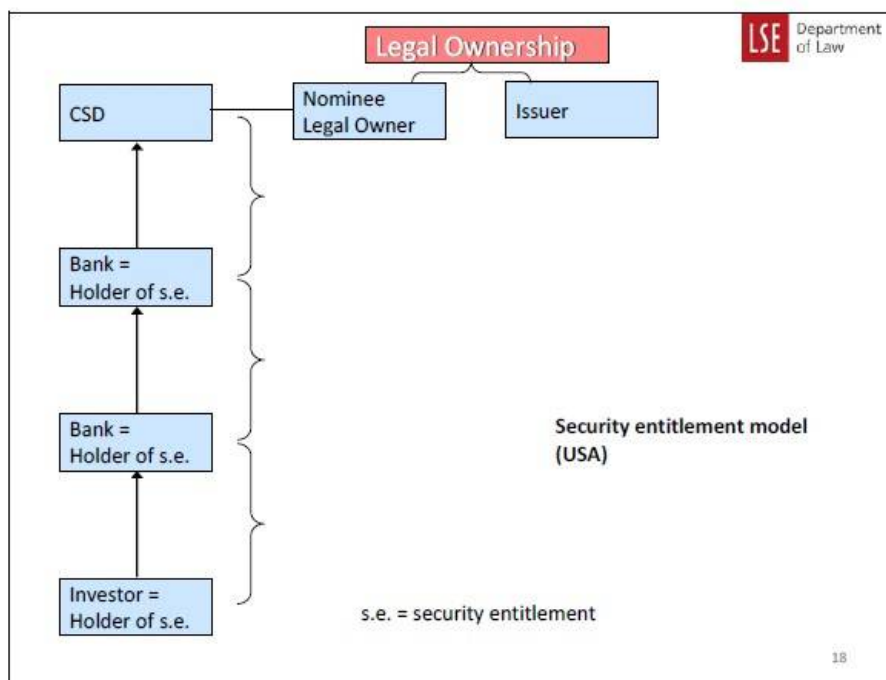 Legal Ownership
LSE
Department
of Law
CSD
Nominee
Legal Owner
Issuer
Bank =
Holder of s.e.
Bank =
Holder of s.e.
Security entitlement model
(USA)
Investor =
Holder of s.e.
s.e. = security entitlement
18